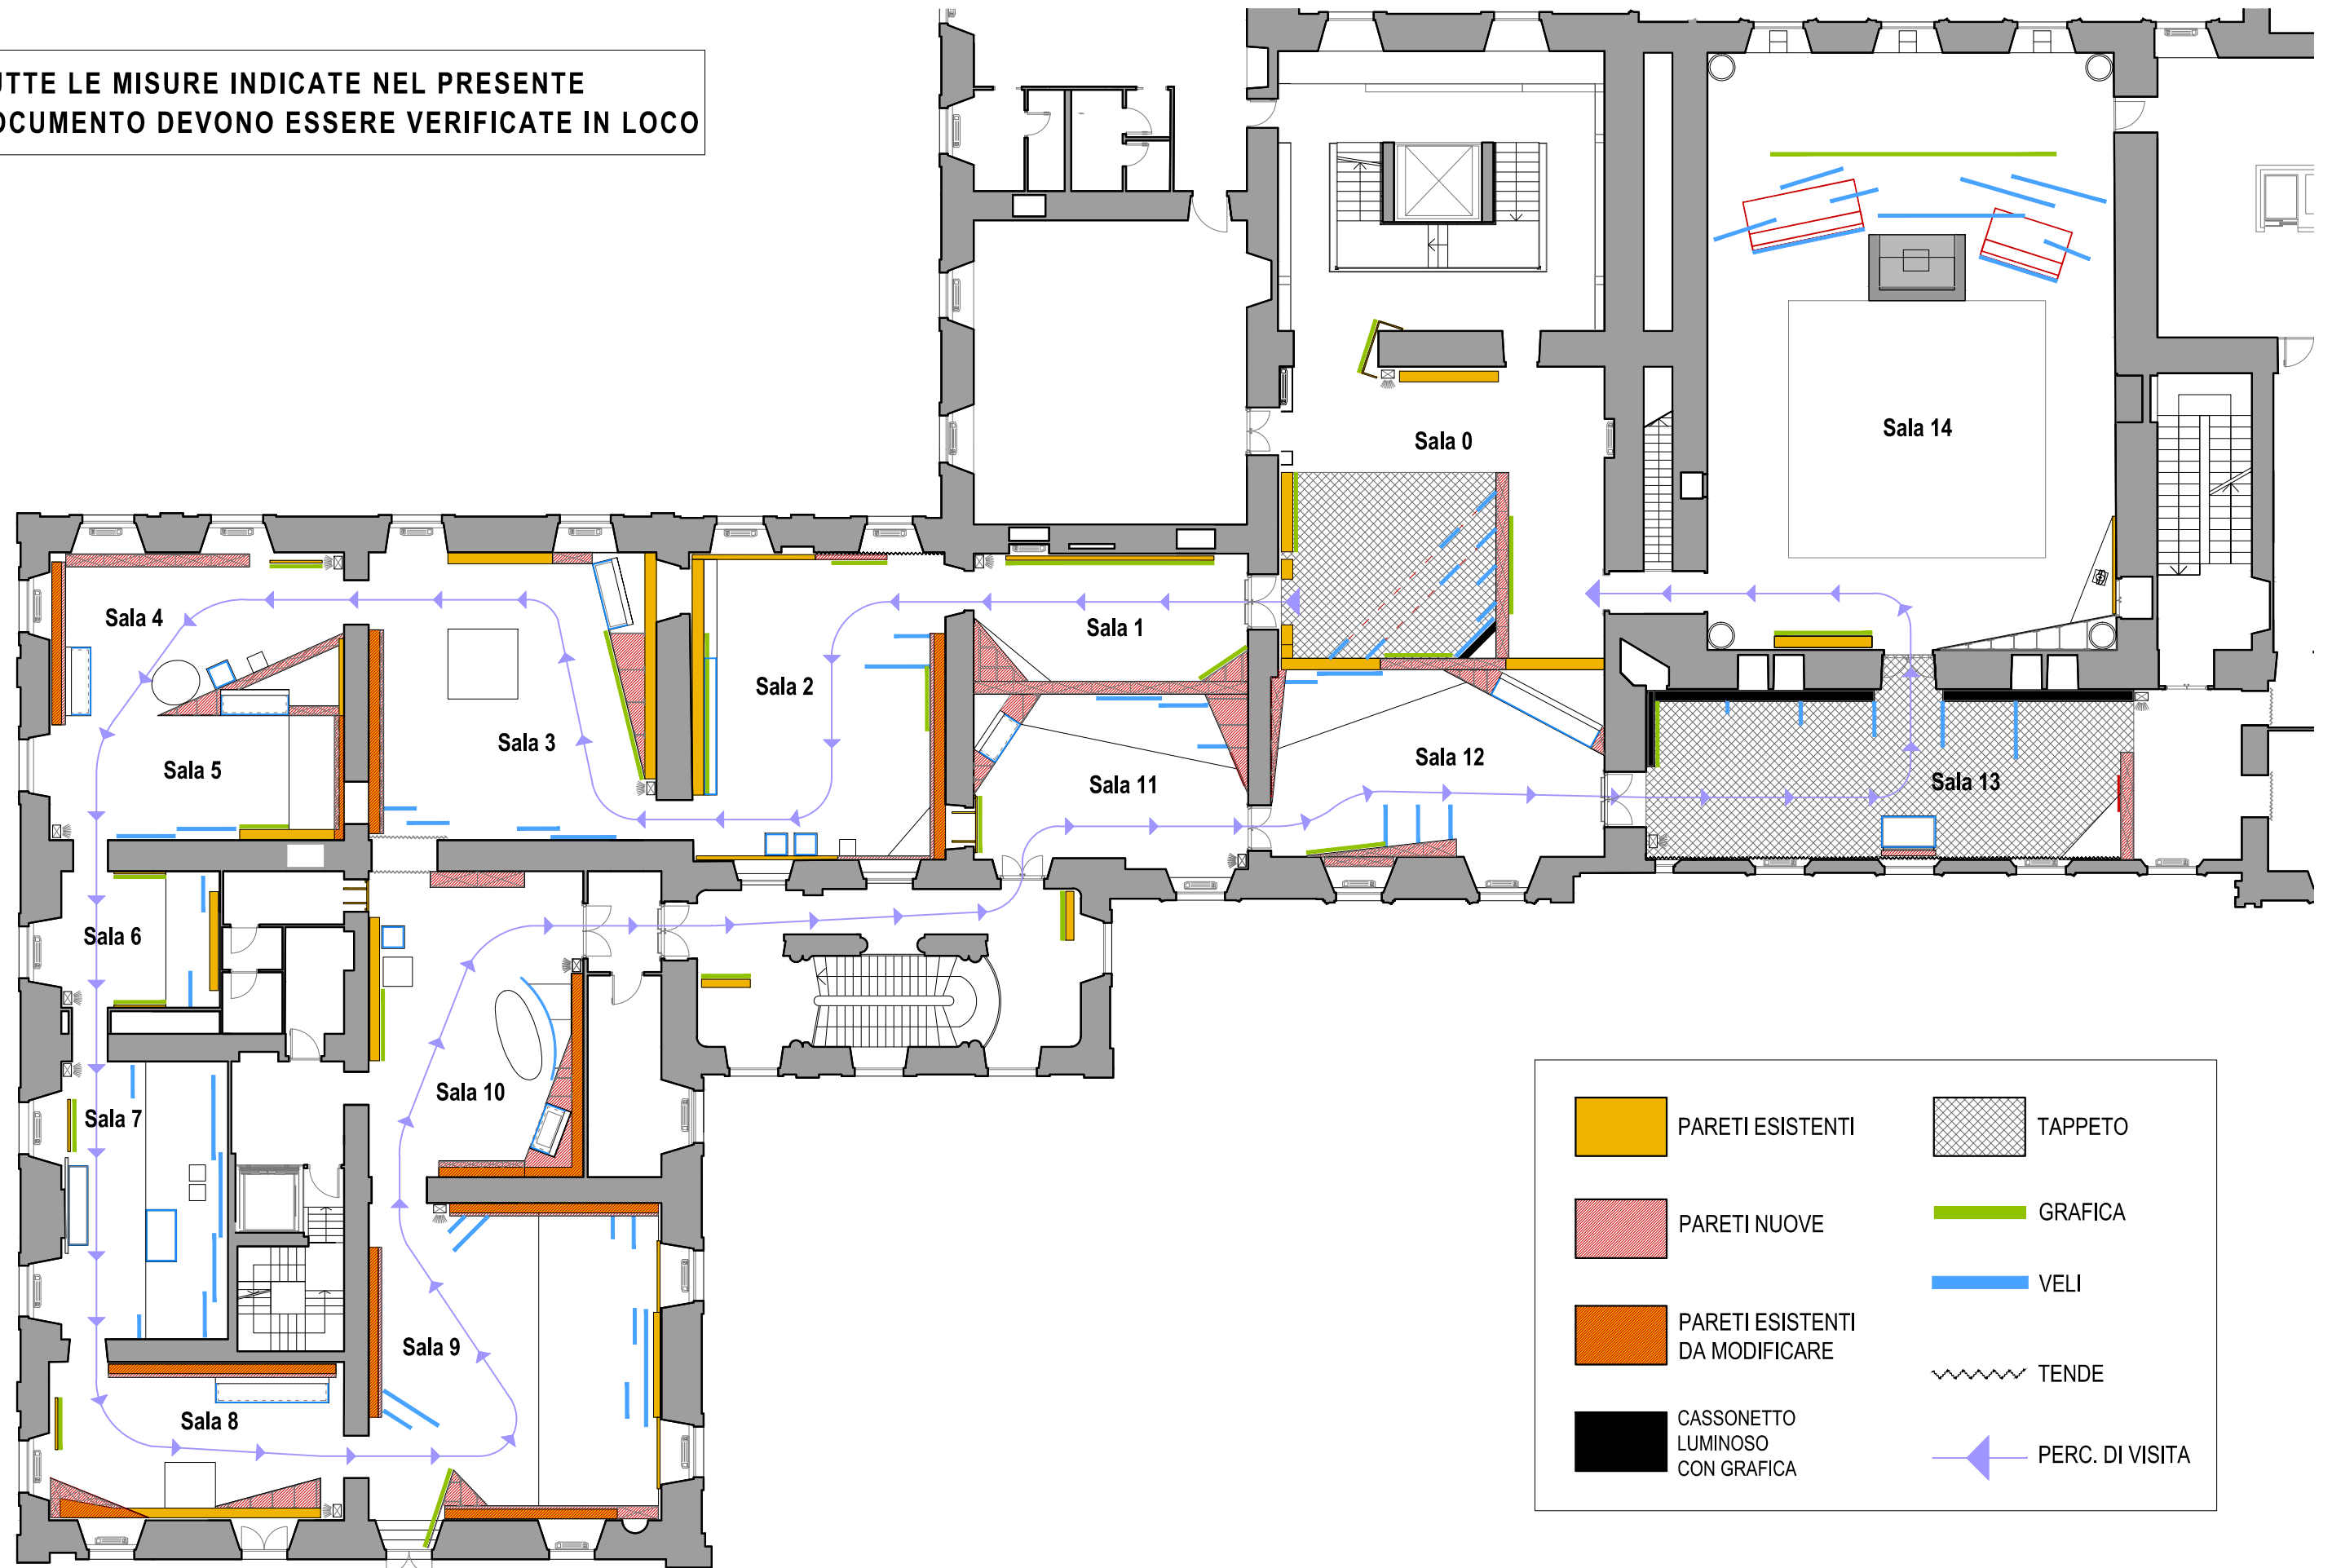 UTTE LE MISURE INDICATE NEL PRESENTE
OCUMENTO DEVONO ESSERE VERIFICATE IN LOCO
Sala 0
Sala 14
Sala 4
Sala 1
Sala 2
Sala 3
Sala 5
Sala 11
Sala 12
Sala 13
Sala 6
Sala 7
Sala 10
Sala 9
Sala 8
PARETI ESISTENTI
PARETI NUOVE
PARETI ESISTENTI
DA MODIFICARE
CASSONETTO
LUMINOSO
CON GRAFICA
TAPPETO
GRAFICA
VELI
TENDE
PERC. DI VISITA